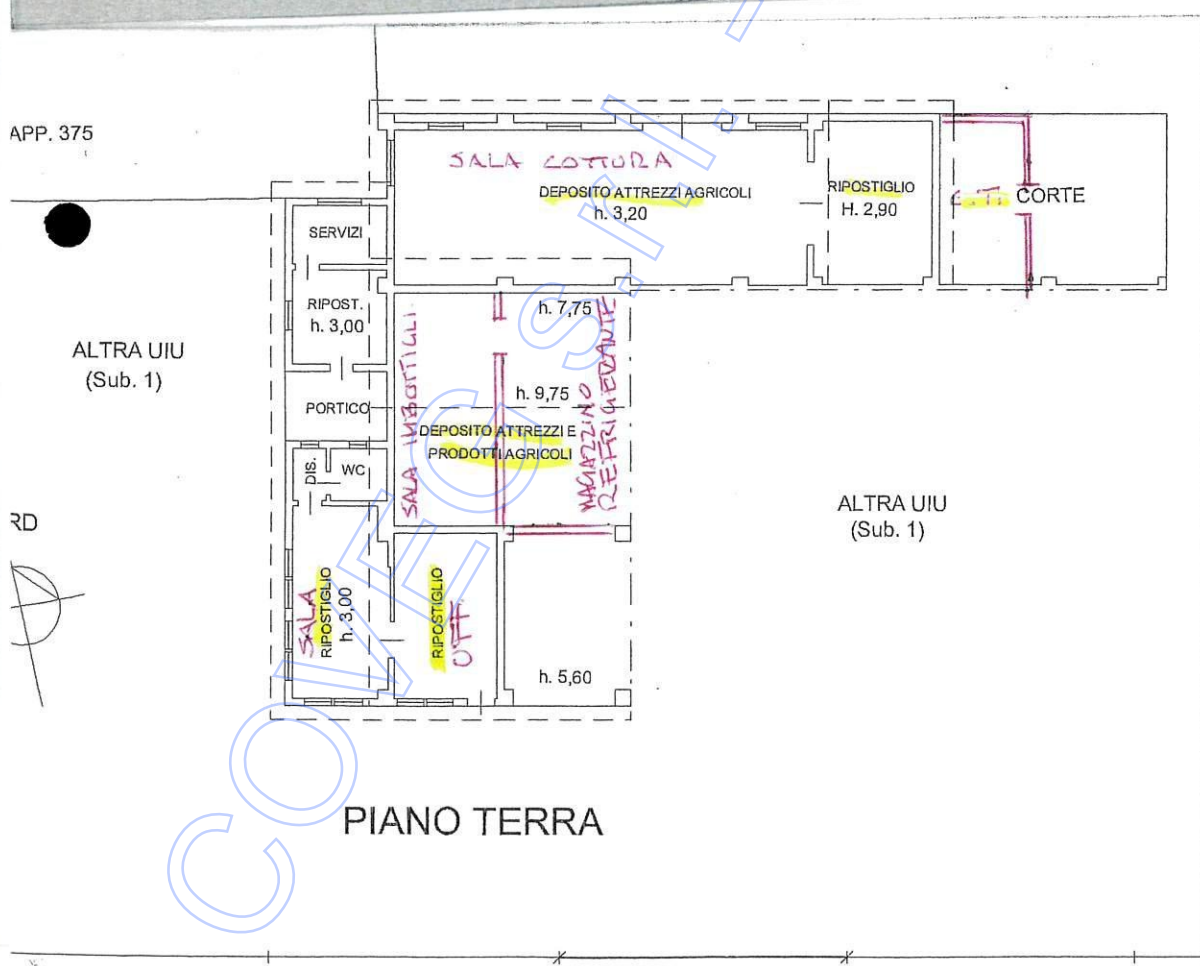 APP. 375
SALA COTTURA
DEPOSITO ATTREZZI AGRICOLI
h. 3,20
RIPOSTIGLIO
H. 2,90
C.T.
CORTE
SERVIZI
RIPOST.
h. 3,00
ALTRA UIU
(Sub. 1)
PORTICO
h. 7,75
h. 9,75
SALA IMBOTTIGLI
DEPOSITO ATTREZZI E
PRODOTTI AGRICOLI
MAGAZZINO
REFRIGERANTE
DIS.
WC
RD
ALTRA UIU
(Sub. 1)
SALA
RIPOSTIGLIO
h. 3,00
RIPOSTIGLIO
UFF.
h. 5,60
PIANO TERRA
COVEG s.r.l.